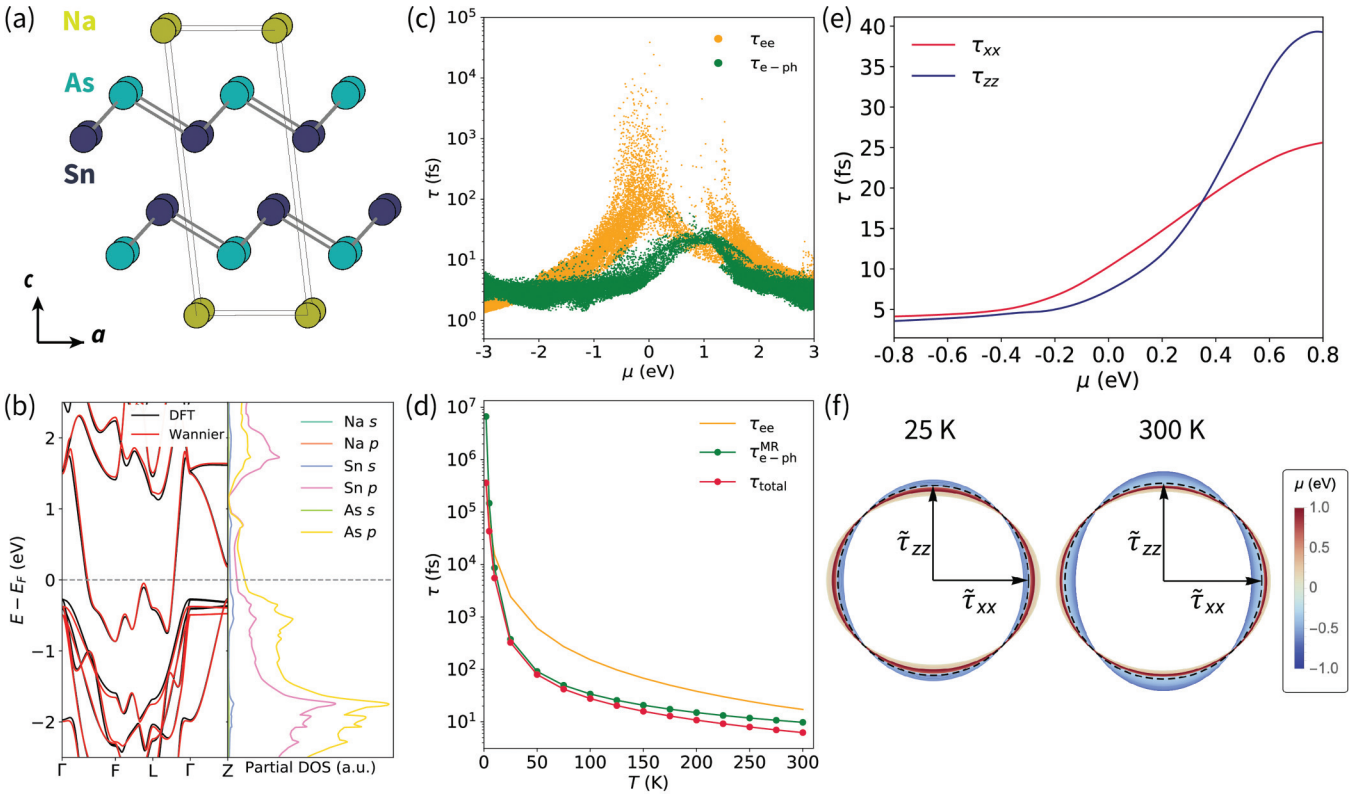 (a)
Na
As
Sn
c
a
(b)
DFT
Wannier
Na s
Na p
Sn s
Sn p
As s
As p
E − E_F (eV)
2
1
0
−1
−2
Γ F L Γ Z
Partial DOS (a.u.)
(c)
τ_ee
τ_e−ph
τ (fs)
10^5
10^4
10^3
10^2
10^1
10^0
-3 -2 -1 0 1 2 3
μ (eV)
(d)
τ_ee
τ^MR_e−ph
τ_total
τ (fs)
10^7
10^6
10^5
10^4
10^3
10^2
10^1
0 50 100 150 200 250 300
T (K)
(e)
τ_xx
τ_zz
τ (fs)
40
35
30
25
20
15
10
5
-0.8 -0.6 -0.4 -0.2 0.0 0.2 0.4 0.6 0.8
μ (eV)
(f)
25 K
300 K
τ̃_zz
τ̃_xx
τ̃_zz
τ̃_xx
μ (eV)
1.0
0.5
0
−0.5
−1.0